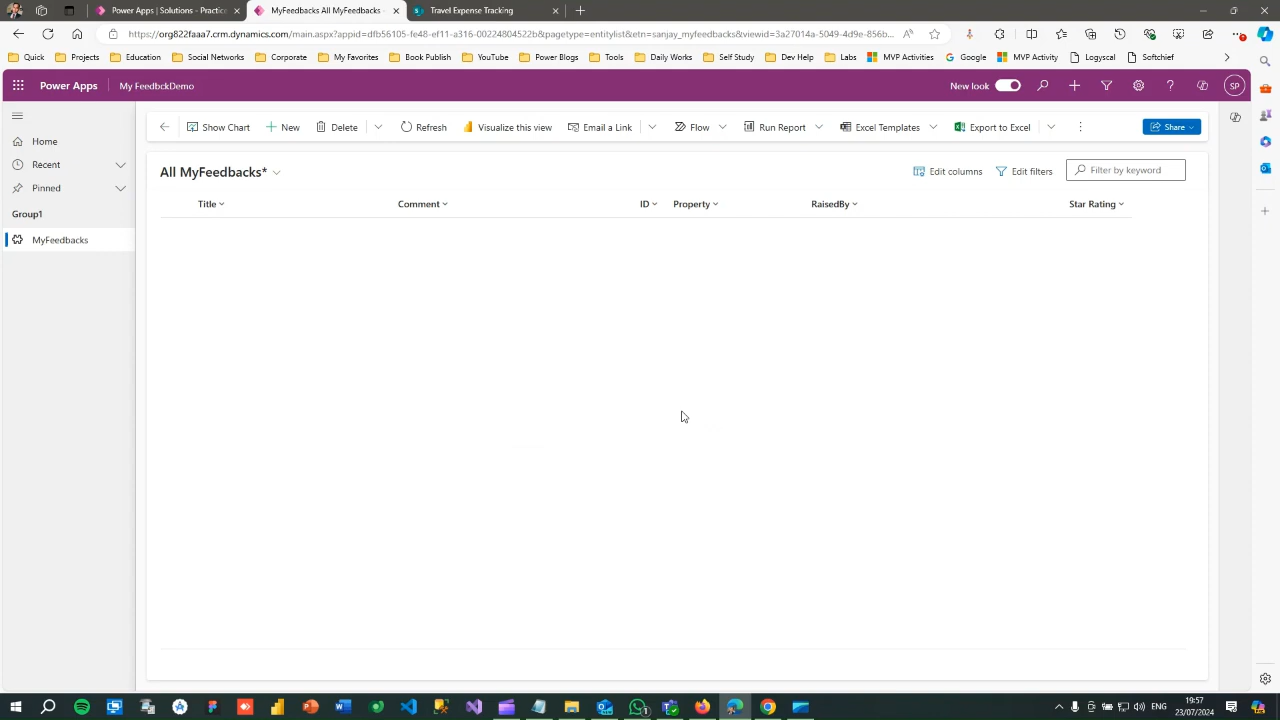 Power Apps | Solutions - Practice
MyFeedbacks All MyFeedbacks -
Travel Expense Tracking
https://org822faaa7.crm.dynamics.com/main.aspx?appid=dfb56105-fe48-ef11-a316-00224804522b&pagetype=entitylist&etn=sanjay_myfeedbacks&viewid=3a27014a-5049-4d9e-856b...
Quick
Projects
Education
Social Networks
Corporate
My Favorites
Book Publish
YouTube
Power Blogs
Tools
Daily Works
Self Study
Dev Help
Labs
MVP Activities
Google
MVP Activity
Logyscal
Softchief
Power Apps
My FeedbckDemo
New look
SP
Show Chart
New
Delete
Refresh
Visualize this view
Email a Link
Flow
Run Report
Excel Templates
Export to Excel
Share
Home
Recent
Pinned
Group1
MyFeedbacks
All MyFeedbacks*
Edit columns
Edit filters
Filter by keyword
Title
Comment
ID
Property
RaisedBy
Star Rating
ENG
19:57
23/07/2024